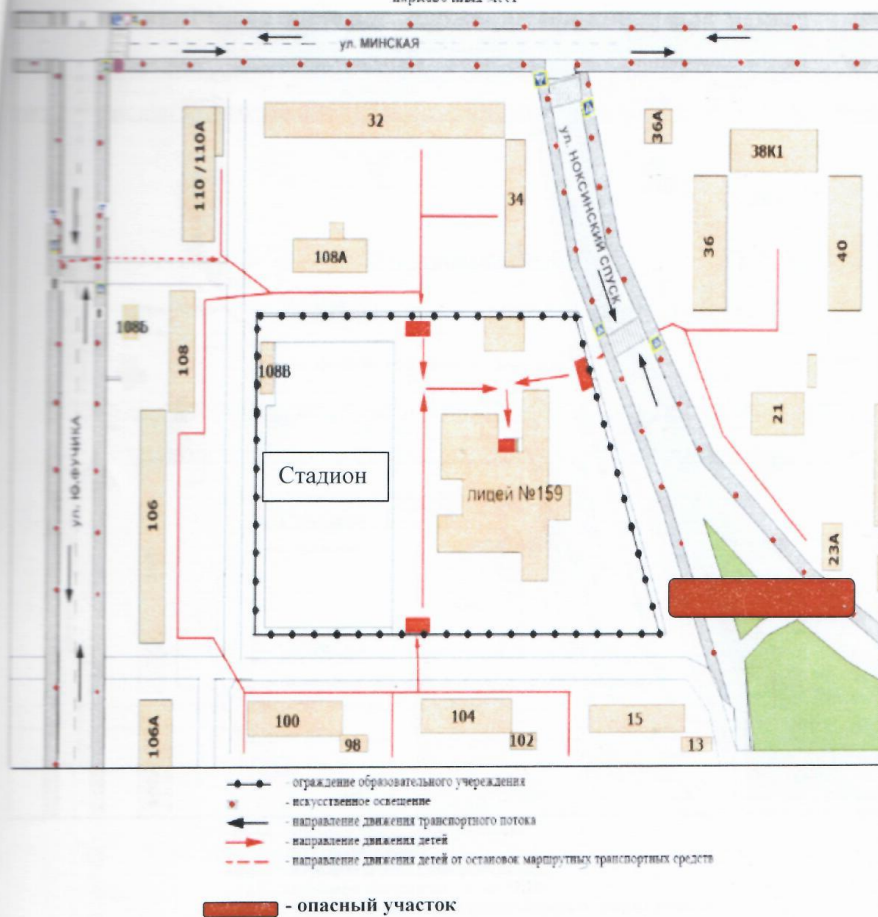 ул. МИНСКАЯ
32
36А
110 /110А
34
ул. НОКСИНСКИЙ СПУСК
38К1
36
40
108А
108Б
108
108В
21
Стадион
лицей №159
ул. Ю.ФУЧИКА
106
23А
106А
100
98
104
102
15
13
- ограждение образовательного учереждения
- искусственное освещение
- направление движения транспортного потока
- направление движения детей
- направление движения детей от остановок маршрутных транспортных средств
- опасный участок